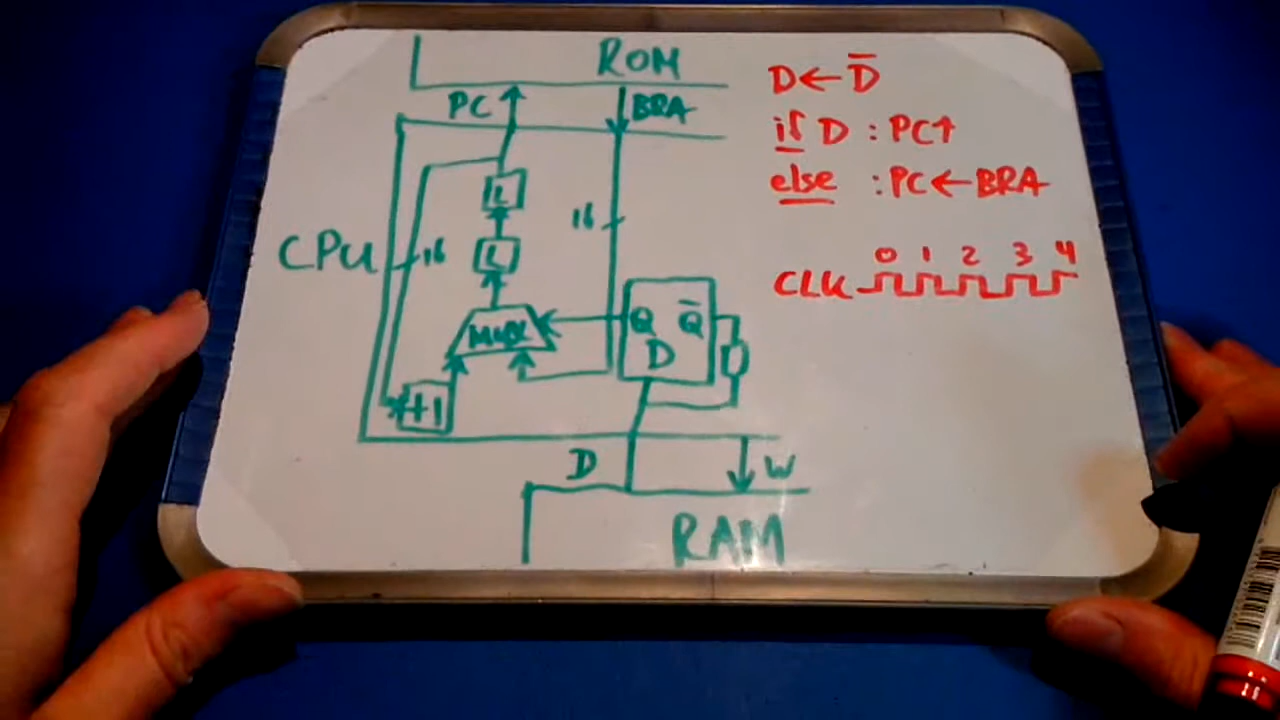 ROM
PC BRA
L
16
CPU 16
L
MUX Q Q̅
D
+1
D W
RAM
D←D̅
if D : PC↑
else : PC←BRA
0 1 2 3 4
CLK